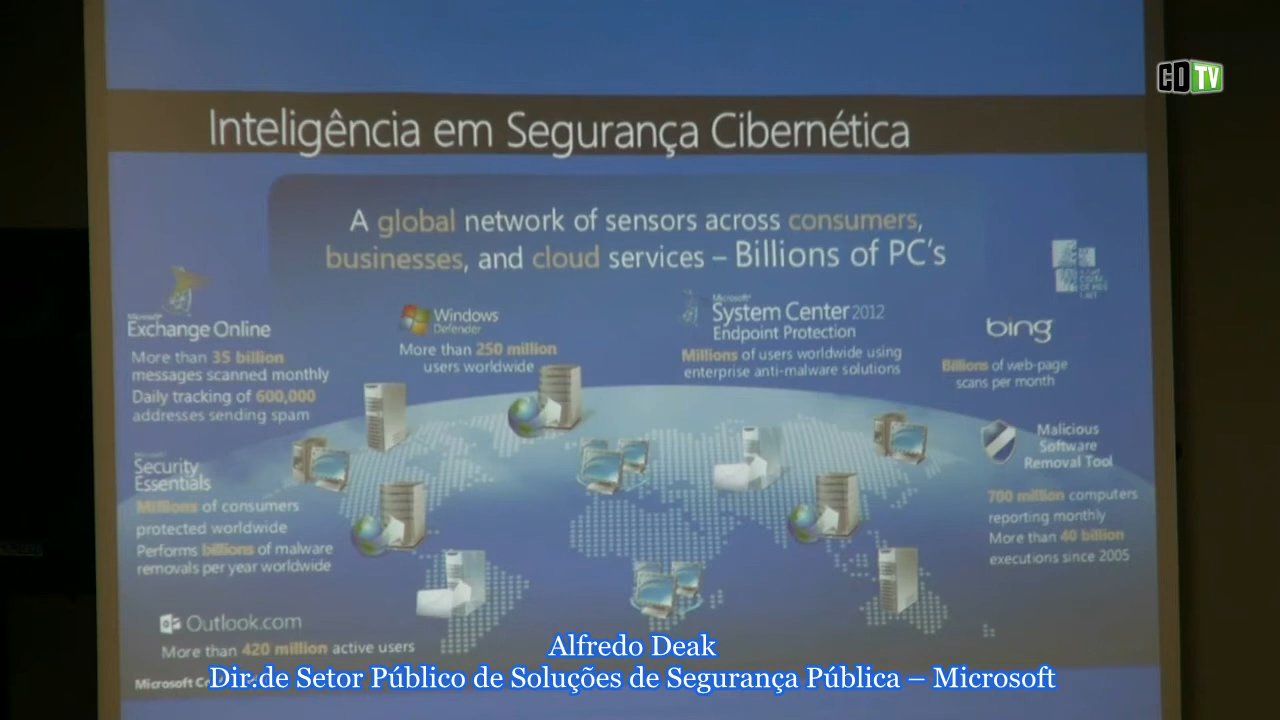 CDTV
Inteligência em Segurança Cibernética
A global network of sensors across consumers,
businesses, and cloud services – Billions of PC's
Microsoft
Exchange Online
More than 35 billion
messages scanned monthly
Daily tracking of 600,000
addresses sending spam
Windows
Defender
More than 250 million
users worldwide
Microsoft
System Center 2012
Endpoint Protection
Millions of users worldwide using
enterprise anti-malware solutions
bing
Billions of web-page
scans per month
Microsoft
Security
Essentials
Millions of consumers
protected worldwide
Performs billions of malware
removals per year worldwide
Malicious
Software
Removal Tool
700 million computers
reporting monthly
More than 40 billion
executions since 2005
Outlook.com
More than 420 million active users
Microsoft
Alfredo Deak
Dir.de Setor Público de Soluções de Segurança Pública – Microsoft